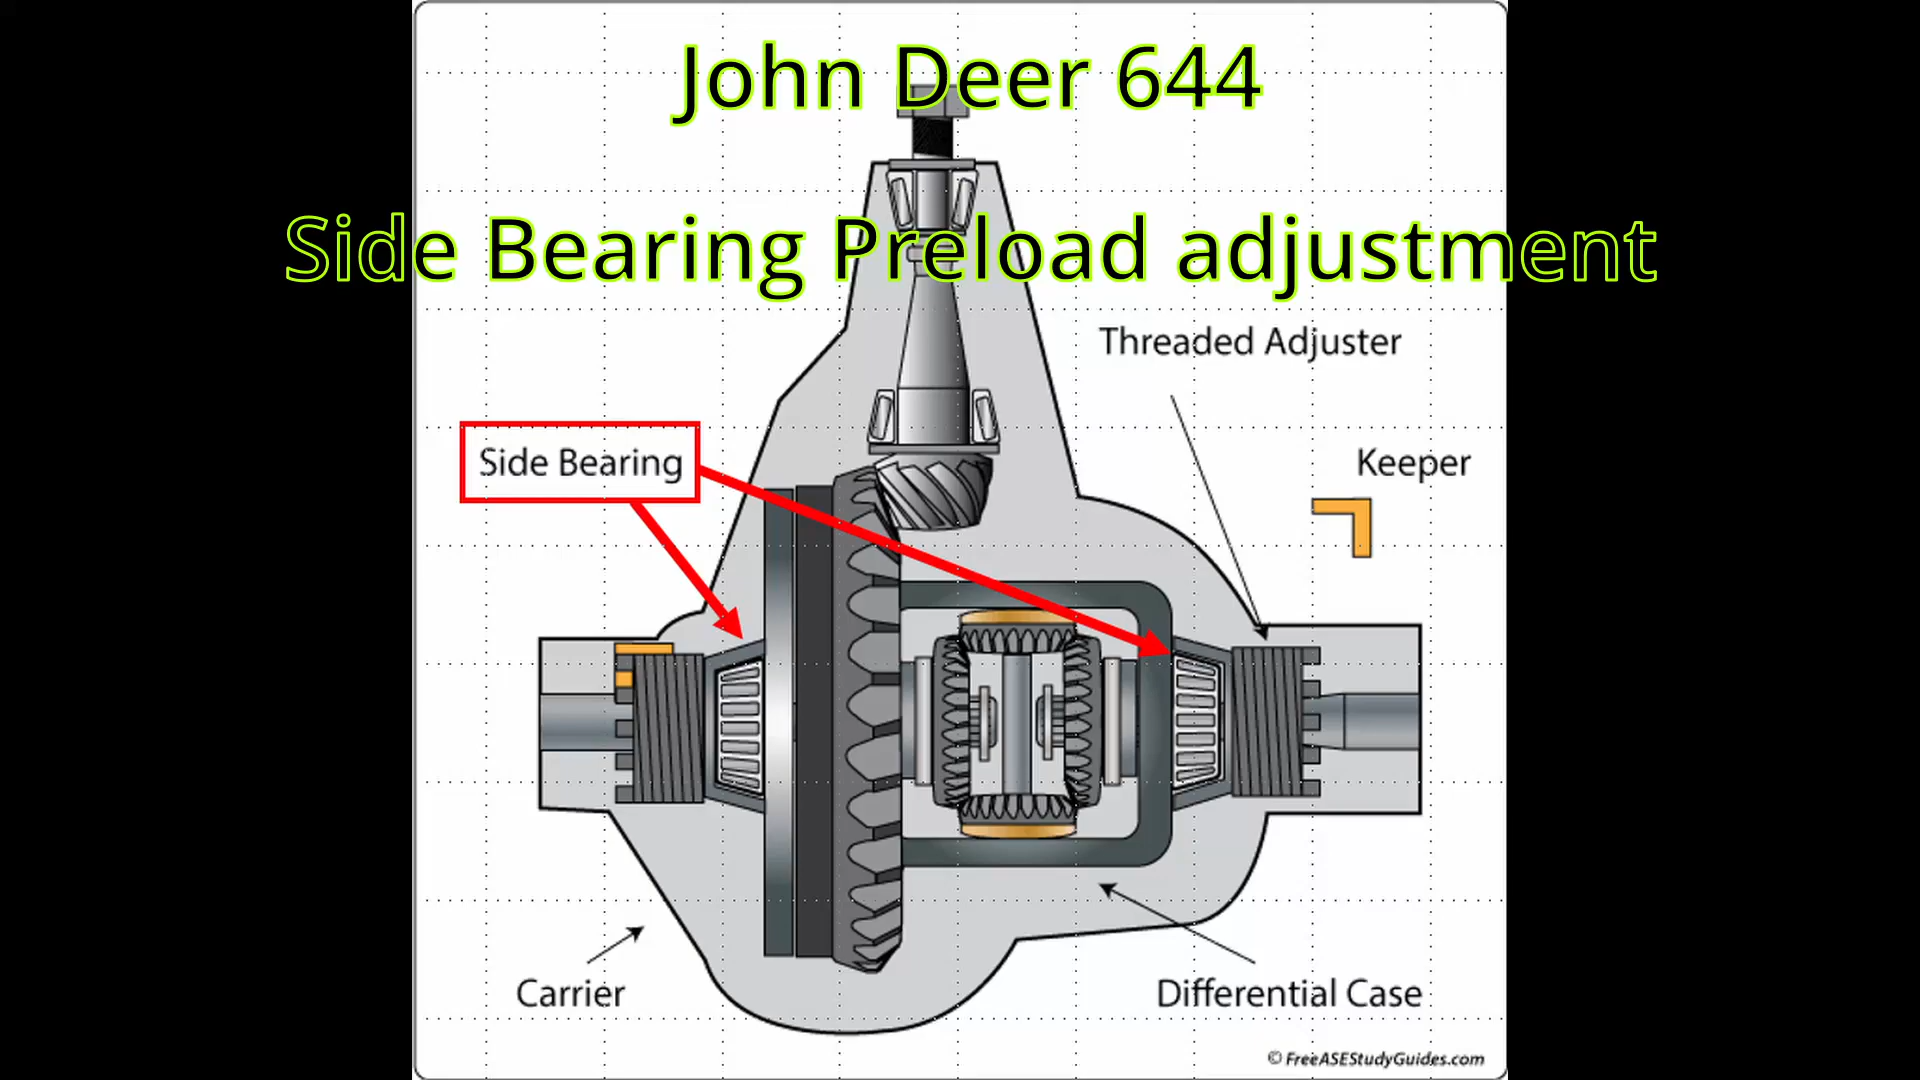 John Deer 644
Side Bearing Preload adjustment
Threaded Adjuster
Side Bearing
Keeper
Carrier
Differential Case
© FreeASEStudyGuides.com